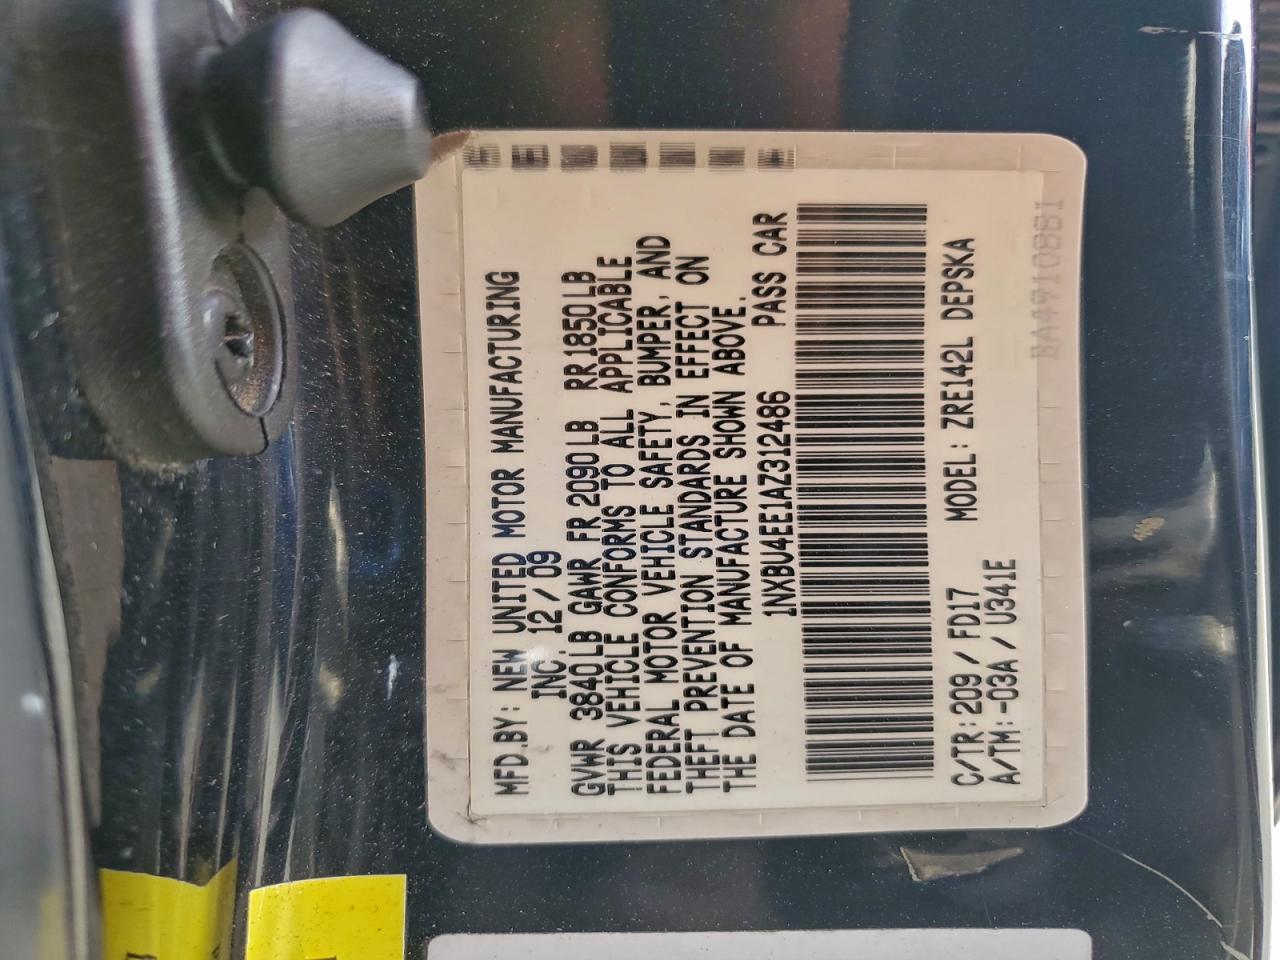 MFD.BY: NEW UNITED MOTOR MANUFACTURING
INC. 12/09
GVWR 3840LB GAWR FR 2090LB RR1850LB
THIS VEHICLE CONFORMS TO ALL APPLICABLE
FEDERAL MOTOR VEHICLE SAFETY, BUMPER, AND
THEFT PREVENTION STANDARDS IN EFFECT ON
THE DATE OF MANUFACTURE SHOWN ABOVE.
1NXBU4EE1AZ312486 PASS CAR
C/TR:209/FD17 MODEL: ZRE142L DEPSKA
A/TM:-03A/U341E